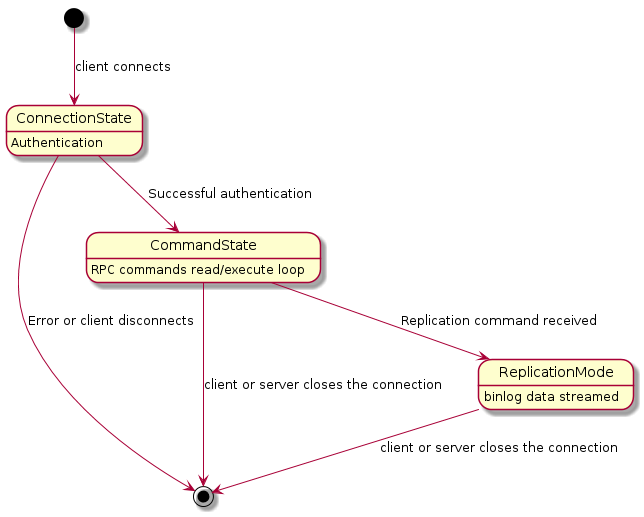 client connects
ConnectionState
Authentication
Successful authentication
CommandState
RPC commands read/execute loop
Error or client disconnects
Replication command received
ReplicationMode
binlog data streamed
client or server closes the connection
client or server closes the connection